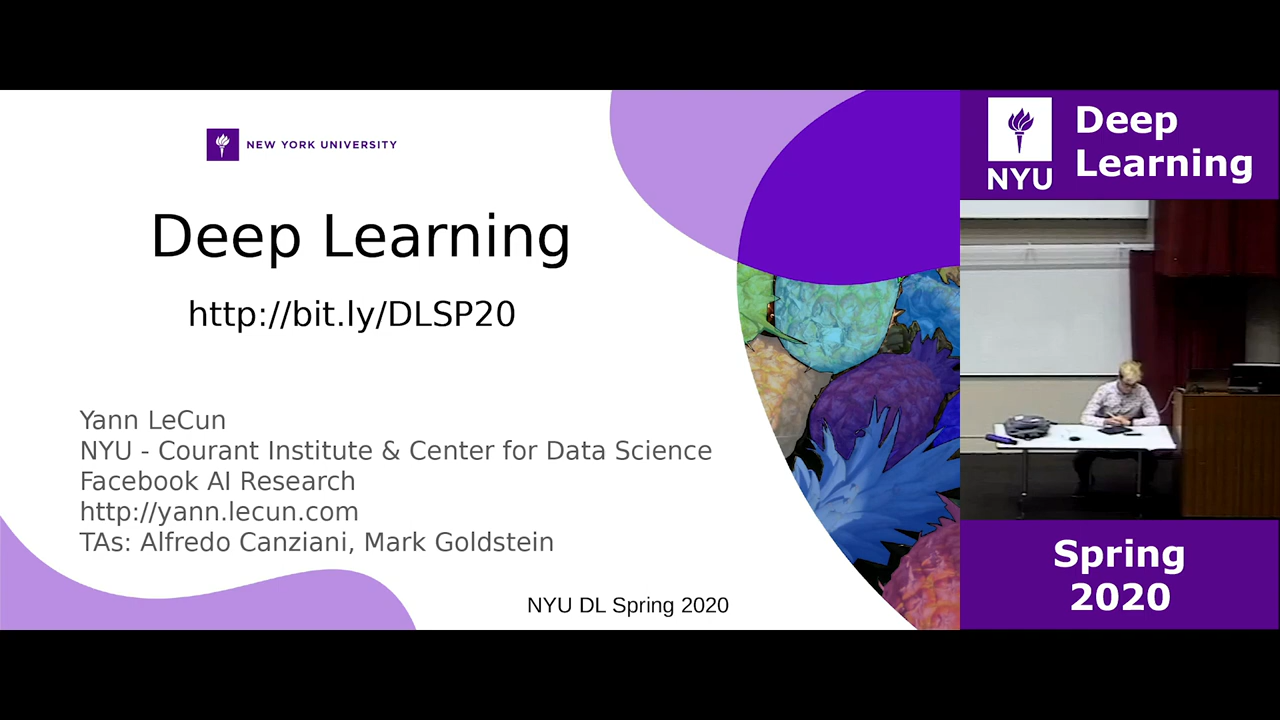 NEW YORK UNIVERSITY
Deep Learning
http://bit.ly/DLSP20
Yann LeCun
NYU - Courant Institute & Center for Data Science
Facebook AI Research
http://yann.lecun.com
TAs: Alfredo Canziani, Mark Goldstein
NYU DL Spring 2020
NYU
Deep
Learning
Spring
2020